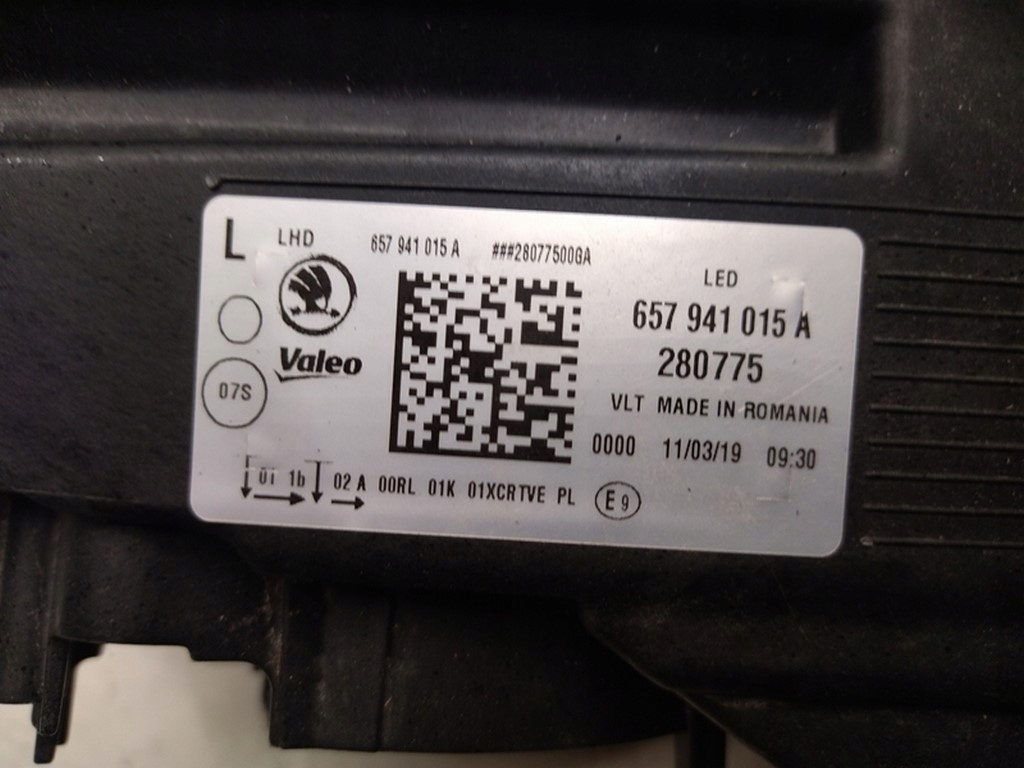 L LHD 657 941 015 A ###28077500GA
LED
657 941 015 A
Valeo
280775
07S
VLT MADE IN ROMANIA
0000 11/03/19 09:30
01 1b 02 A 00RL 01K 01XCRTVE PL E9